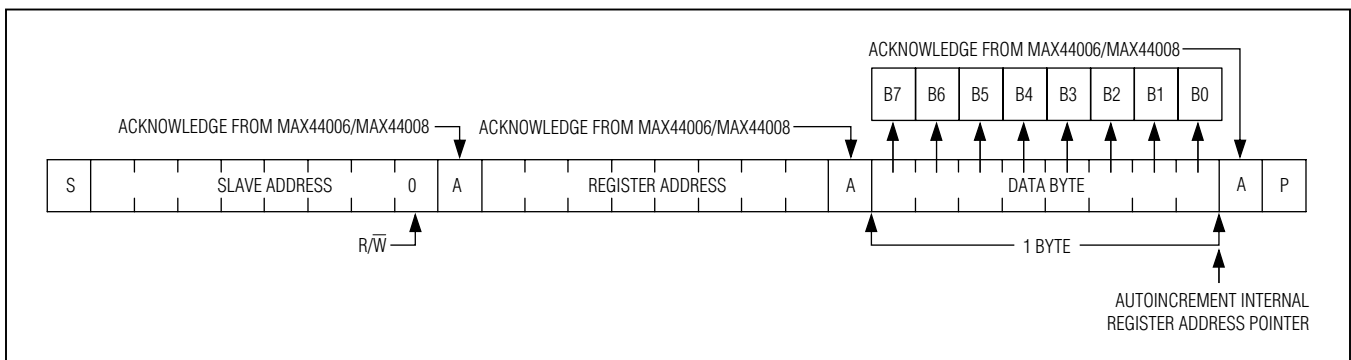 ACKNOWLEDGE FROM MAX44006/MAX44008
B7 B6 B5 B4 B3 B2 B1 B0
ACKNOWLEDGE FROM MAX44006/MAX44008 ACKNOWLEDGE FROM MAX44006/MAX44008
S SLAVE ADDRESS 0 A REGISTER ADDRESS A DATA BYTE A P
R/W̅ 1 BYTE
AUTOINCREMENT INTERNAL
REGISTER ADDRESS POINTER